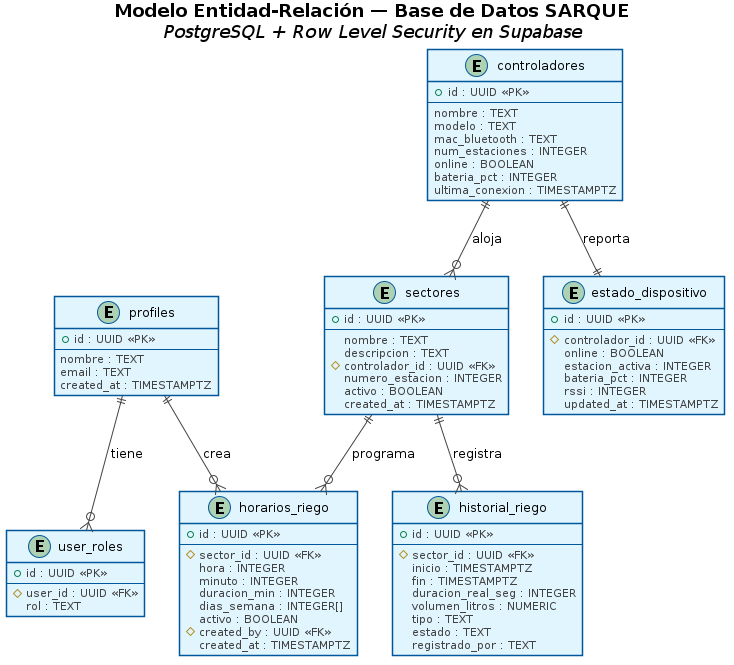 Modelo Entidad-Relación — Base de Datos SARQUE
PostgreSQL + Row Level Security en Supabase
E controladores
id : UUID «PK»
nombre : TEXT
modelo : TEXT
mac_bluetooth : TEXT
num_estaciones : INTEGER
online : BOOLEAN
bateria_pct : INTEGER
ultima_conexion : TIMESTAMPTZ
aloja
reporta
E profiles
id : UUID «PK»
nombre : TEXT
email : TEXT
created_at : TIMESTAMPTZ
E sectores
id : UUID «PK»
nombre : TEXT
descripcion : TEXT
controlador_id : UUID «FK»
numero_estacion : INTEGER
activo : BOOLEAN
created_at : TIMESTAMPTZ
E estado_dispositivo
id : UUID «PK»
controlador_id : UUID «FK»
online : BOOLEAN
estacion_activa : INTEGER
bateria_pct : INTEGER
rssi : INTEGER
updated_at : TIMESTAMPTZ
tiene
crea
programa
registra
E user_roles
id : UUID «PK»
user_id : UUID «FK»
rol : TEXT
E horarios_riego
id : UUID «PK»
sector_id : UUID «FK»
hora : INTEGER
minuto : INTEGER
duracion_min : INTEGER
dias_semana : INTEGER[]
activo : BOOLEAN
created_by : UUID «FK»
created_at : TIMESTAMPTZ
E historial_riego
id : UUID «PK»
sector_id : UUID «FK»
inicio : TIMESTAMPTZ
fin : TIMESTAMPTZ
duracion_real_seg : INTEGER
volumen_litros : NUMERIC
tipo : TEXT
estado : TEXT
registrado_por : TEXT